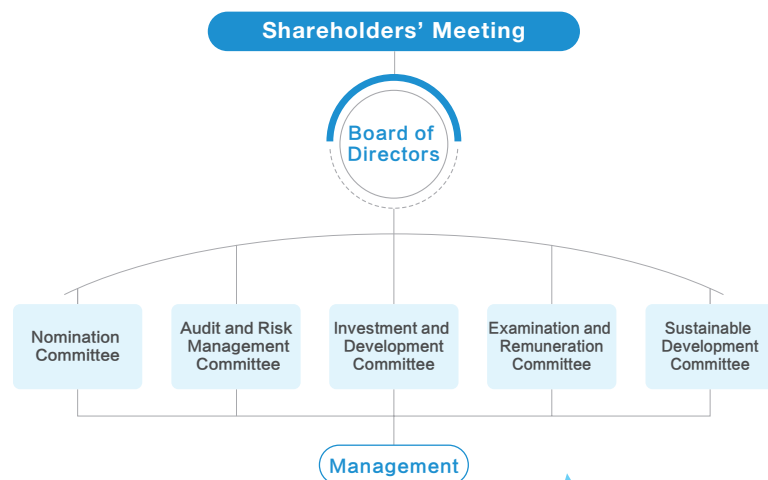 Shareholders’ Meeting
Board of
Directors
Nomination
Committee
Audit and Risk
Management
Committee
Investment and
Development
Committee
Examination and
Remuneration
Committee
Sustainable
Development
Committee
Management